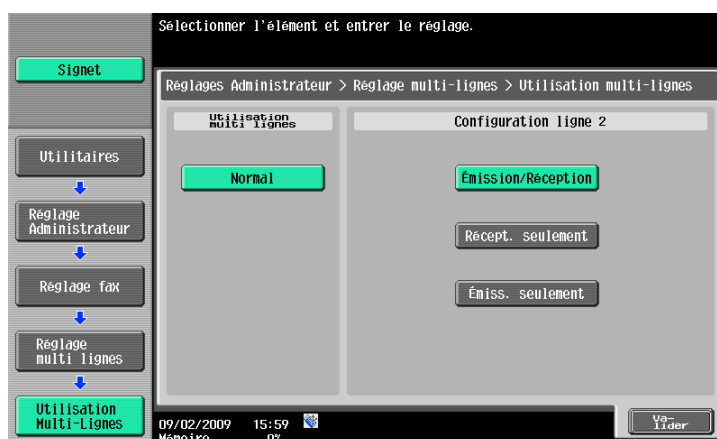 Sélectionner l'élément et entrer le réglage.
Signet
Réglages Administrateur > Réglage multi-lignes > Utilisation multi-lignes
Utilisation
multi lignes
Configuration ligne 2
Utilitaires
Normal
Émission/Réception
Réglage
Administrateur
Récept. seulement
Réglage fax
Émiss. seulement
Réglage
multi lignes
Utilisation
Multi-Lignes
09/02/2009 15:59
Va-
lider
Mémoire 0%